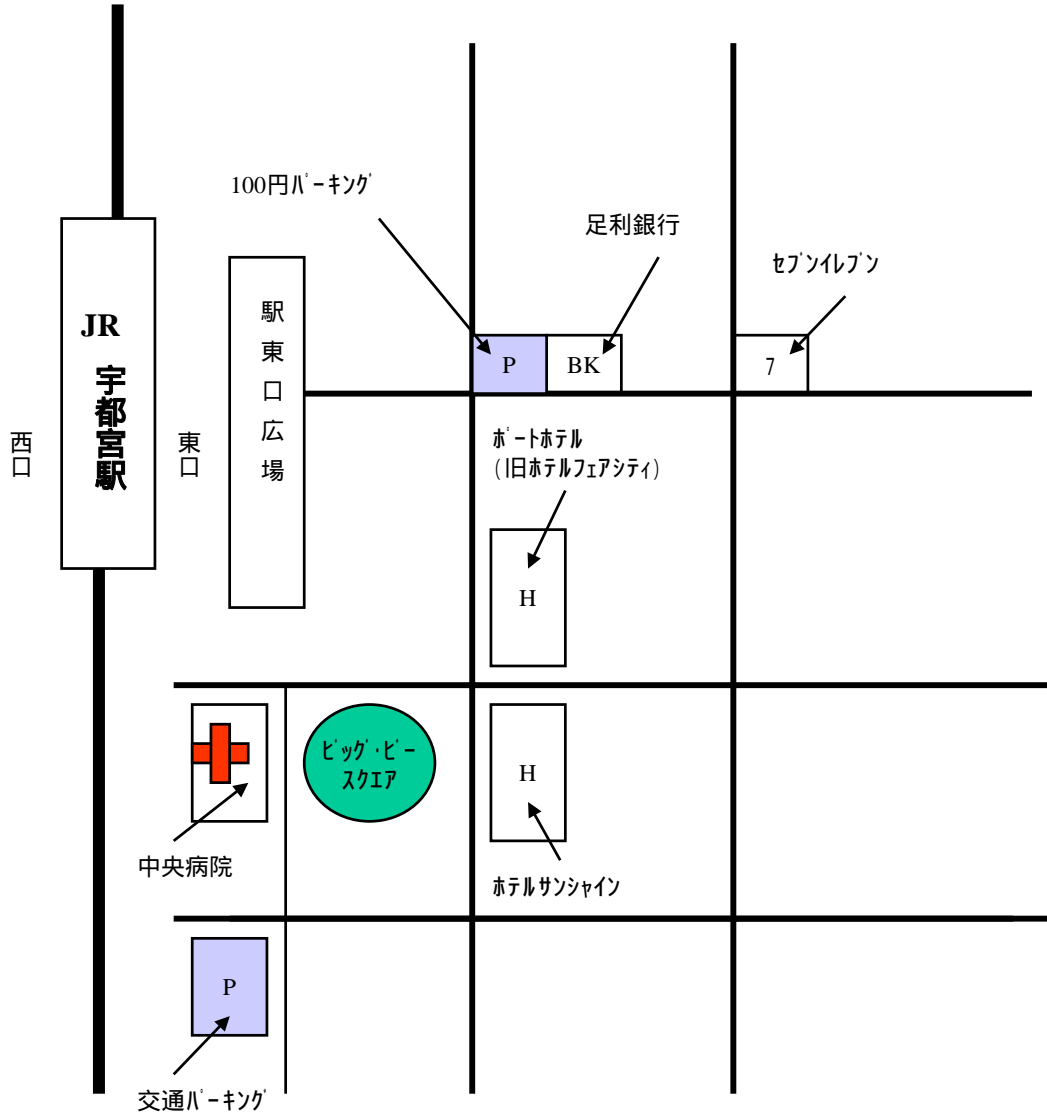 100円ﾊﾟｰｷﾝｸﾞ
足利銀行
ｾﾌﾞﾝｲﾚﾌﾞﾝ
JR
宇都宮駅
西口
東口
駅東口広場
P
BK
7
ﾎﾟｰﾄﾎﾃﾙ
(旧ﾎﾃﾙﾌｪｱｼﾃｨ)
H
ﾋﾞｯｸﾞ･ﾋﾞｰ
ｽｸｴｱ
H
中央病院
ﾎﾃﾙｻﾝｼｬｲﾝ
P
交通ﾊﾟｰｷﾝｸﾞ